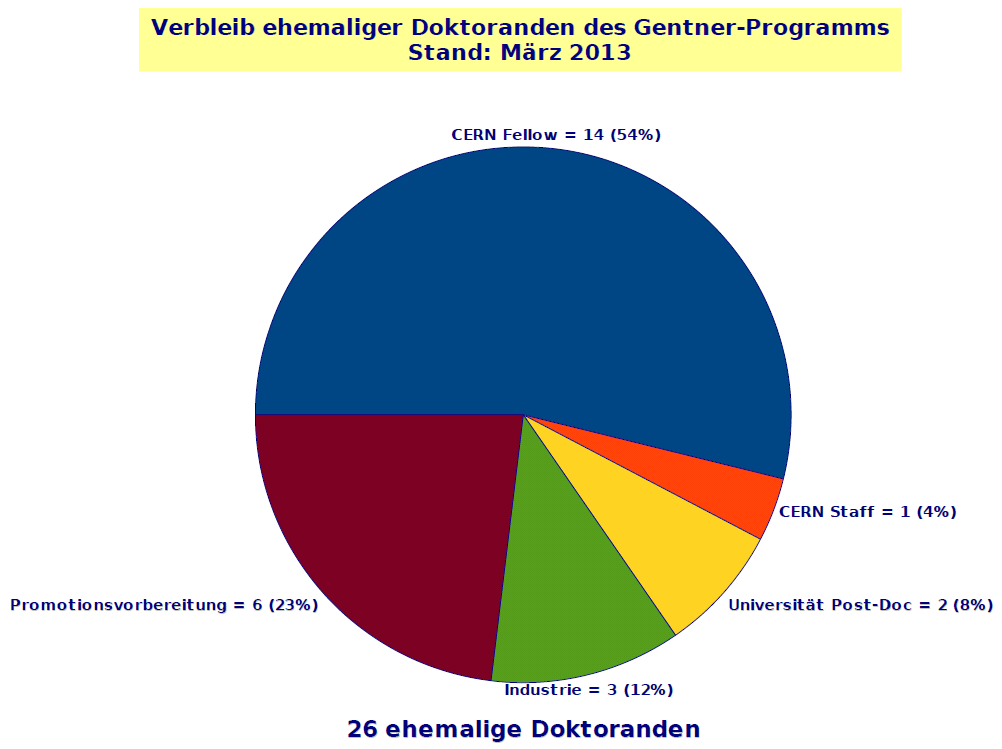 Verbleib ehemaliger Doktoranden des Gentner-Programms
Stand: März 2013
CERN Fellow = 14 (54%)
CERN Staff = 1 (4%)
Promotionsvorbereitung = 6 (23%)
Universität Post-Doc = 2 (8%)
Industrie = 3 (12%)
26 ehemalige Doktoranden